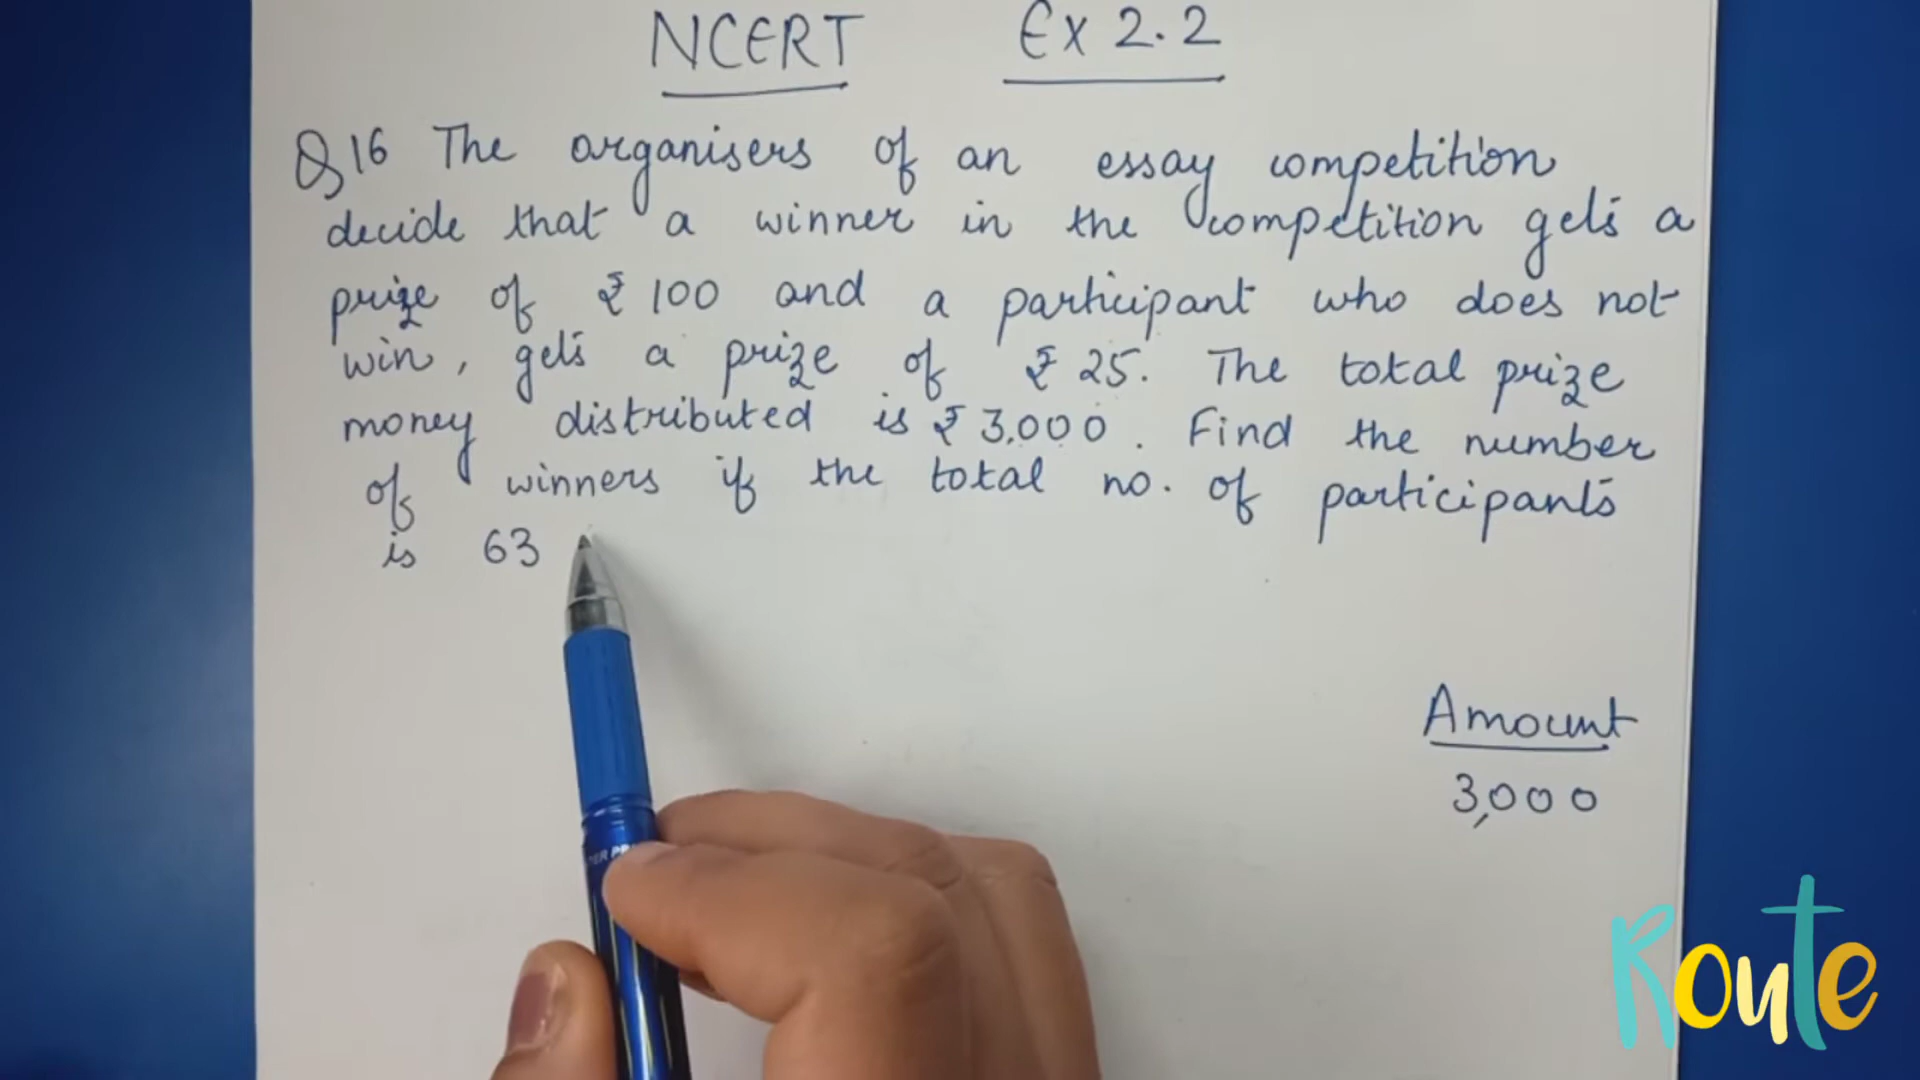 NCERT Ex 2.2
Q16 The organisers of an essay competition
decide that a winner in the competition gets a
prize of ₹ 100 and a participant who does not
win, gets a prize of ₹ 25. The total prize
money distributed is ₹ 3,000. Find the number
of winners if the total no. of participants
is 63
Amount
3,000
Route